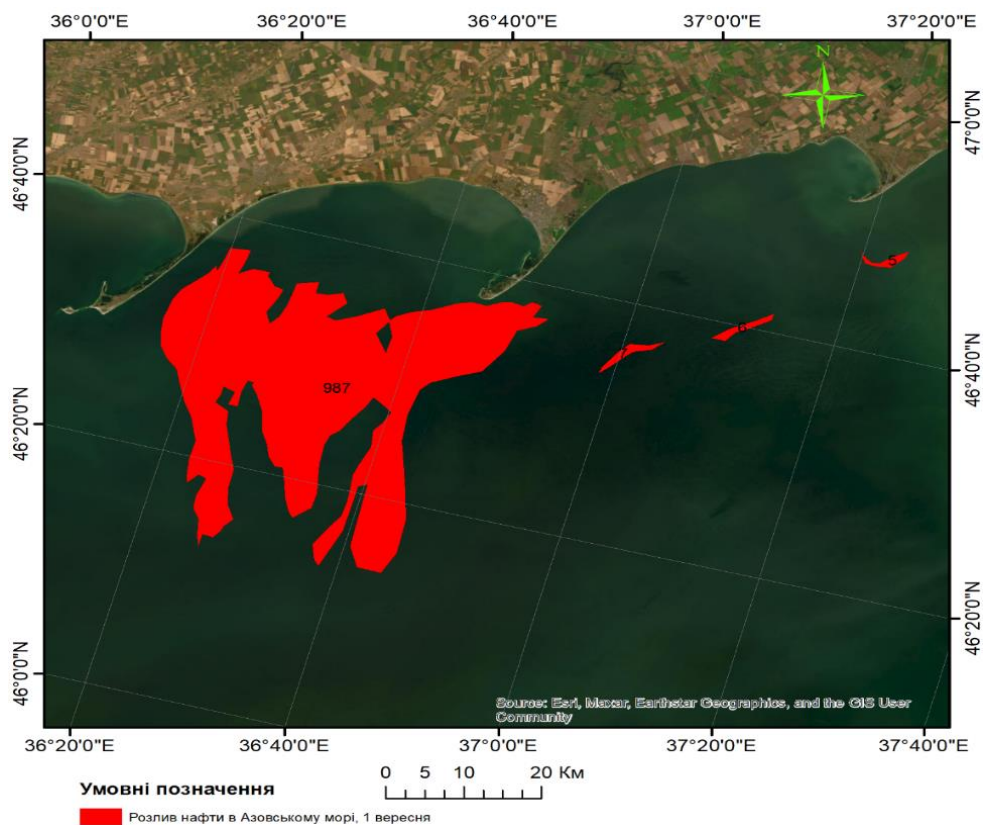 36°0'0"E 36°20'0"E 36°40'0"E 37°0'0"E 37°20'0"E
N
47°0'0"N
46°40'0"N
5
6
7
46°40'0"N
987
46°20'0"N
46°20'0"N
46°0'0"N
Source: Esri, Maxar, Earthstar Geographics, and the GIS User
Community
36°20'0"E 36°40'0"E 37°0'0"E 37°20'0"E 37°40'0"E
0 5 10 20 Км
Умовні позначення
Розлив нафти в Азовському морі, 1 вересня